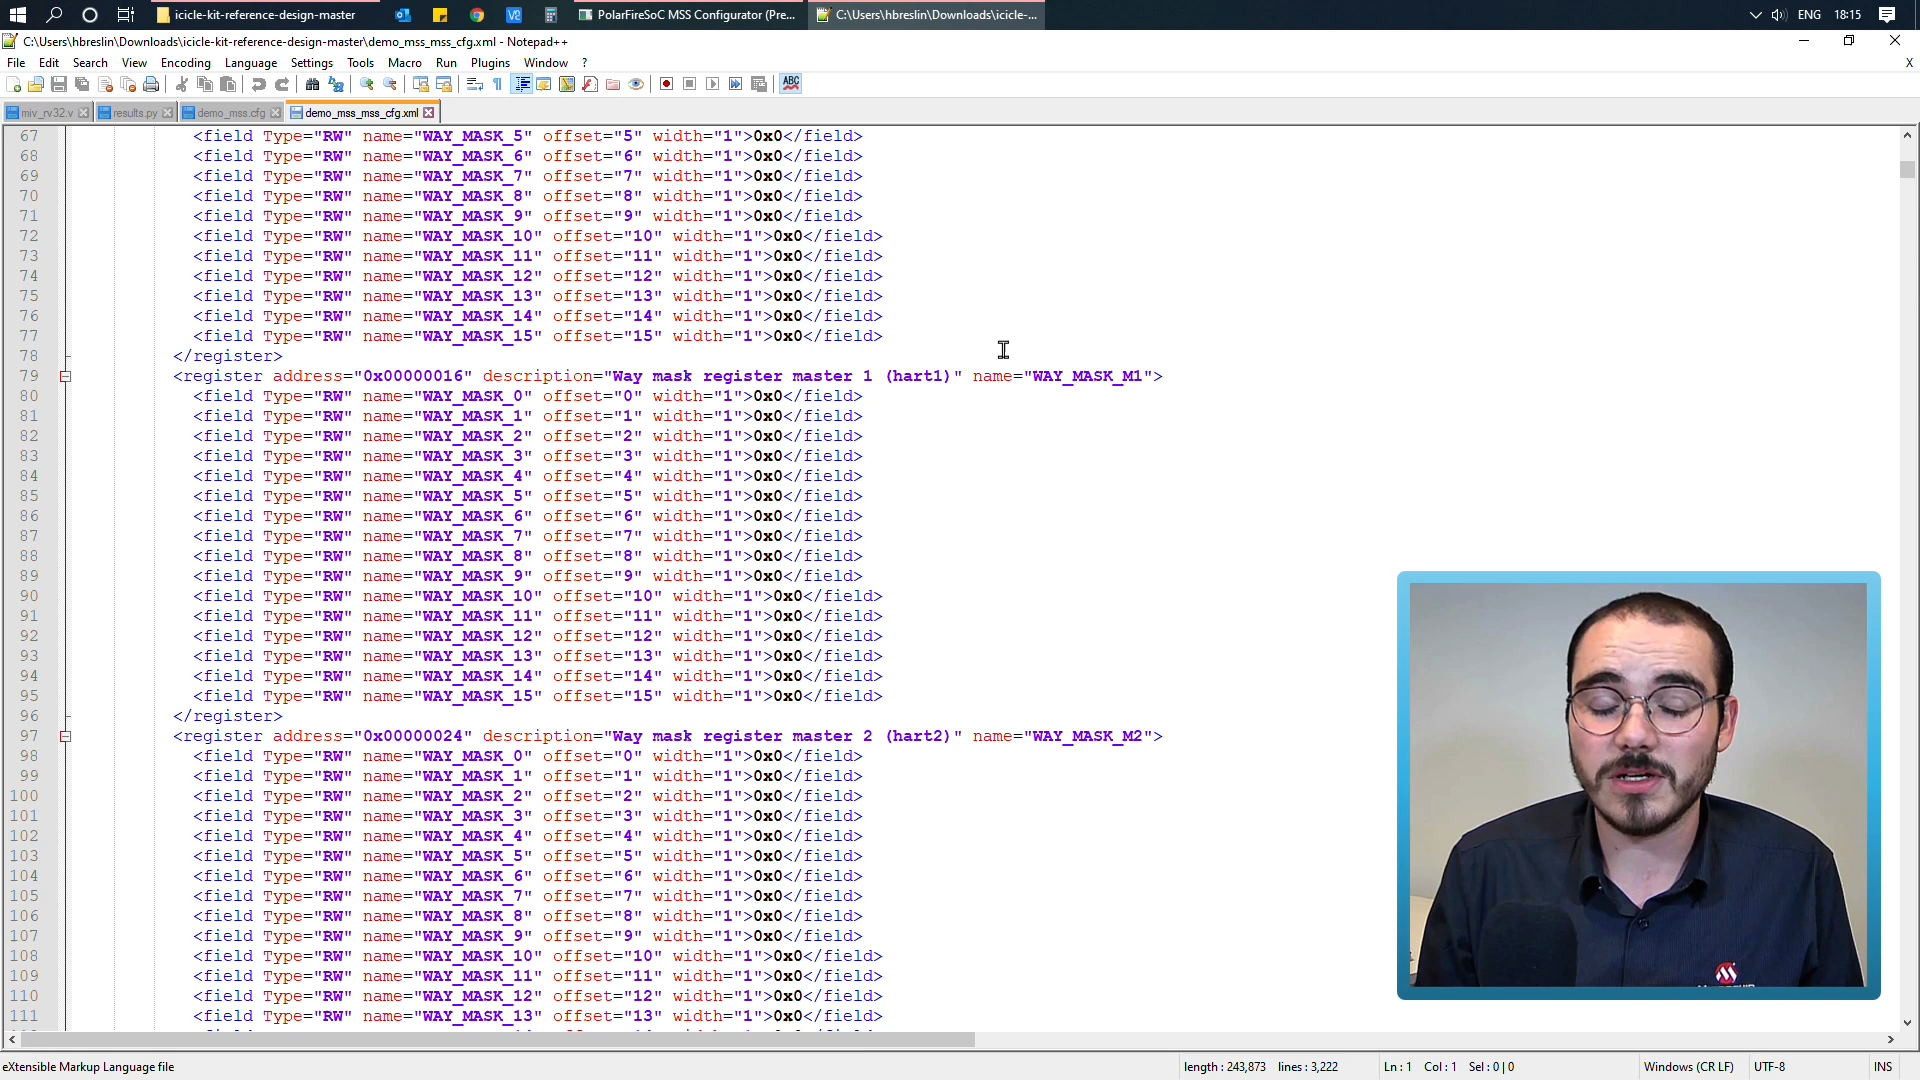 icicle-kit-reference-design-master
PolarFireSoC MSS Configurator (Pre...
C:\Users\hbreslin\Downloads\icicle-...
ENG
18:15
C:\Users\hbreslin\Downloads\icicle-kit-reference-design-master\demo_mss_mss_cfg.xml - Notepad++
File Edit Search View Encoding Language Settings Tools Macro Run Plugins Window ? X
ABC
miv_rv32.v results.py demo_mss.cfg demo_mss_mss_cfg.xml
67 <field Type="RW" name="WAY_MASK_5" offset="5" width="1">0x0</field>
68 <field Type="RW" name="WAY_MASK_6" offset="6" width="1">0x0</field>
69 <field Type="RW" name="WAY_MASK_7" offset="7" width="1">0x0</field>
70 <field Type="RW" name="WAY_MASK_8" offset="8" width="1">0x0</field>
71 <field Type="RW" name="WAY_MASK_9" offset="9" width="1">0x0</field>
72 <field Type="RW" name="WAY_MASK_10" offset="10" width="1">0x0</field>
73 <field Type="RW" name="WAY_MASK_11" offset="11" width="1">0x0</field>
74 <field Type="RW" name="WAY_MASK_12" offset="12" width="1">0x0</field>
75 <field Type="RW" name="WAY_MASK_13" offset="13" width="1">0x0</field>
76 <field Type="RW" name="WAY_MASK_14" offset="14" width="1">0x0</field>
77 <field Type="RW" name="WAY_MASK_15" offset="15" width="1">0x0</field>
78 </register>
79 <register address="0x00000016" description="Way mask register master 1 (hart1)" name="WAY_MASK_M1">
80 <field Type="RW" name="WAY_MASK_0" offset="0" width="1">0x0</field>
81 <field Type="RW" name="WAY_MASK_1" offset="1" width="1">0x0</field>
82 <field Type="RW" name="WAY_MASK_2" offset="2" width="1">0x0</field>
83 <field Type="RW" name="WAY_MASK_3" offset="3" width="1">0x0</field>
84 <field Type="RW" name="WAY_MASK_4" offset="4" width="1">0x0</field>
85 <field Type="RW" name="WAY_MASK_5" offset="5" width="1">0x0</field>
86 <field Type="RW" name="WAY_MASK_6" offset="6" width="1">0x0</field>
87 <field Type="RW" name="WAY_MASK_7" offset="7" width="1">0x0</field>
88 <field Type="RW" name="WAY_MASK_8" offset="8" width="1">0x0</field>
89 <field Type="RW" name="WAY_MASK_9" offset="9" width="1">0x0</field>
90 <field Type="RW" name="WAY_MASK_10" offset="10" width="1">0x0</field>
91 <field Type="RW" name="WAY_MASK_11" offset="11" width="1">0x0</field>
92 <field Type="RW" name="WAY_MASK_12" offset="12" width="1">0x0</field>
93 <field Type="RW" name="WAY_MASK_13" offset="13" width="1">0x0</field>
94 <field Type="RW" name="WAY_MASK_14" offset="14" width="1">0x0</field>
95 <field Type="RW" name="WAY_MASK_15" offset="15" width="1">0x0</field>
96 </register>
97 <register address="0x00000024" description="Way mask register master 2 (hart2)" name="WAY_MASK_M2">
98 <field Type="RW" name="WAY_MASK_0" offset="0" width="1">0x0</field>
99 <field Type="RW" name="WAY_MASK_1" offset="1" width="1">0x0</field>
100 <field Type="RW" name="WAY_MASK_2" offset="2" width="1">0x0</field>
101 <field Type="RW" name="WAY_MASK_3" offset="3" width="1">0x0</field>
102 <field Type="RW" name="WAY_MASK_4" offset="4" width="1">0x0</field>
103 <field Type="RW" name="WAY_MASK_5" offset="5" width="1">0x0</field>
104 <field Type="RW" name="WAY_MASK_6" offset="6" width="1">0x0</field>
105 <field Type="RW" name="WAY_MASK_7" offset="7" width="1">0x0</field>
106 <field Type="RW" name="WAY_MASK_8" offset="8" width="1">0x0</field>
107 <field Type="RW" name="WAY_MASK_9" offset="9" width="1">0x0</field>
108 <field Type="RW" name="WAY_MASK_10" offset="10" width="1">0x0</field>
109 <field Type="RW" name="WAY_MASK_11" offset="11" width="1">0x0</field>
110 <field Type="RW" name="WAY_MASK_12" offset="12" width="1">0x0</field>
111 <field Type="RW" name="WAY_MASK_13" offset="13" width="1">0x0</field>
eXtensible Markup Language file length : 243,873 lines : 3,222 Ln : 1 Col : 1 Sel : 0 | 0 Windows (CR LF) UTF-8 INS